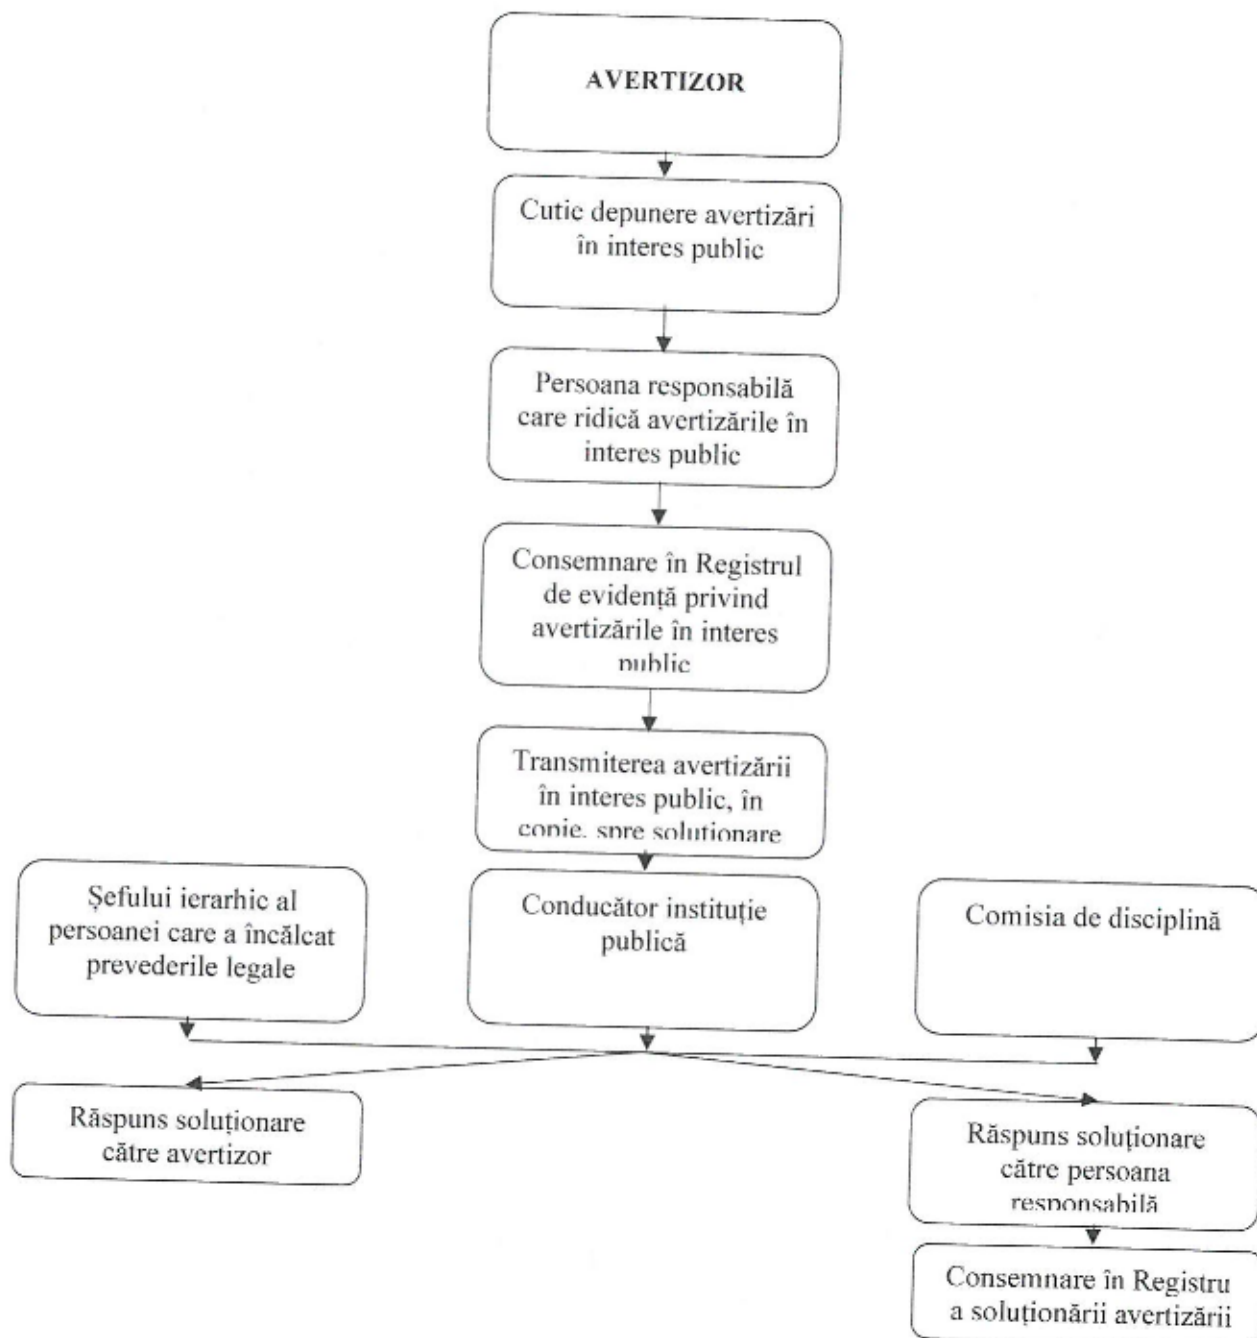 AVERTIZOR
Cutie depunere avertizări
în interes public
Persoana responsabilă
care ridică avertizările în
interes public
Consemnare în Registrul
de evidență privind
avertizările în interes
public
Transmiterea avertizării
în interes public, în
copie, spre soluționare
Șefului ierarhic al
persoanei care a încălcat
prevederile legale
Conducător instituție
publică
Comisia de disciplină
Răspuns soluționare
către avertizor
Răspuns soluționare
către persoana
responsabilă
Consemnare în Registru
a soluționării avertizării